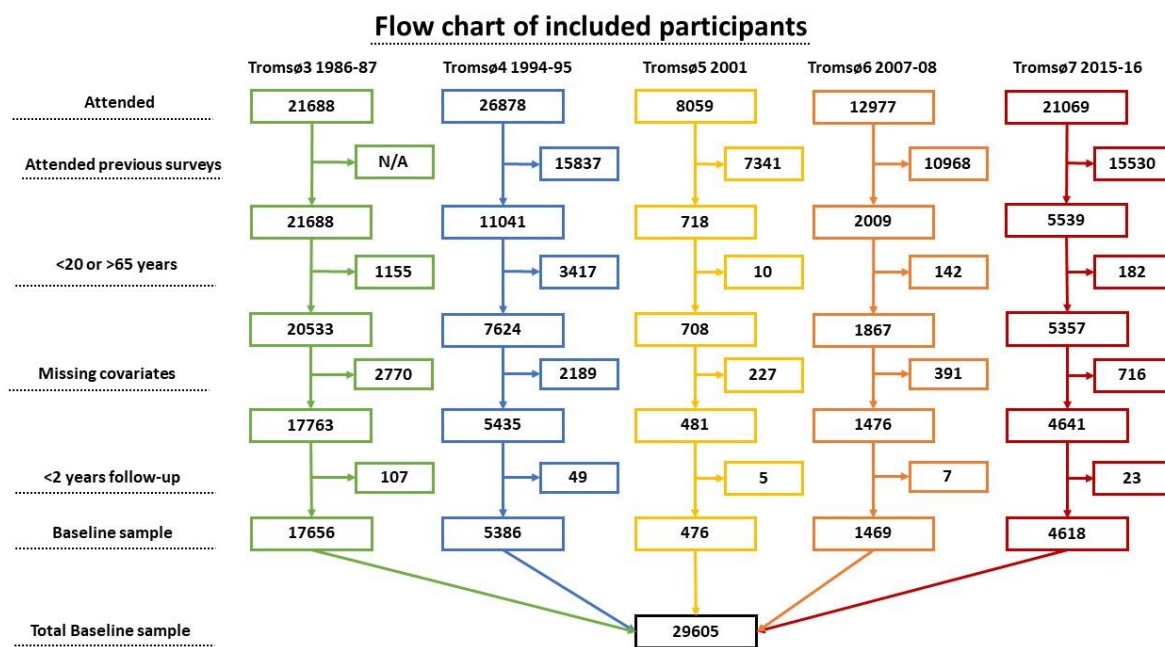 Flow chart of included participants
Tromsø3 1986-87 Tromsø4 1994-95 Tromsø5 2001 Tromsø6 2007-08 Tromsø7 2015-16
Attended 21688 26878 8059 12977 21069
Attended previous surveys N/A 15837 7341 10968 15530
21688 11041 718 2009 5539
<20 or >65 years 1155 3417 10 142 182
20533 7624 708 1867 5357
Missing covariates 2770 2189 227 391 716
17763 5435 481 1476 4641
<2 years follow-up 107 49 5 7 23
Baseline sample 17656 5386 476 1469 4618
Total Baseline sample 29605